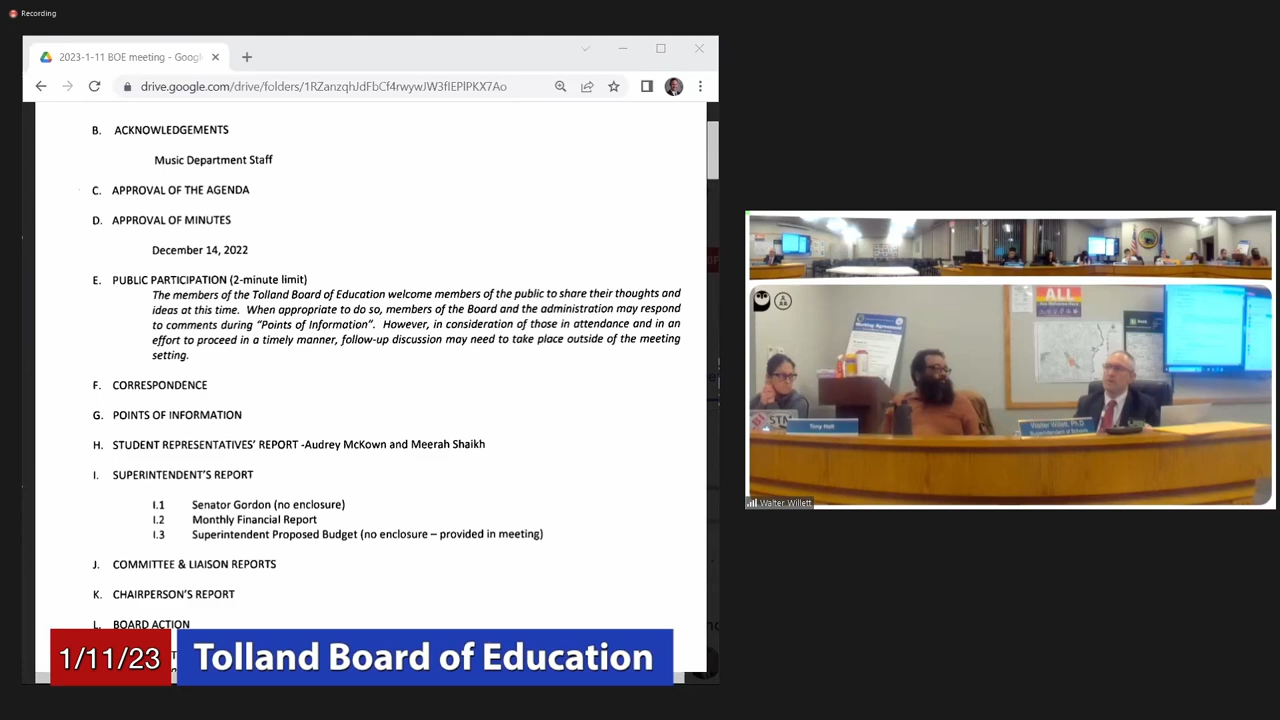 Recording
2023-1-11 BOE meeting - Googl
drive.google.com/drive/folders/1RZanzqhJdFbCf4rwywJW3fIEPlPKX7Ao
B. ACKNOWLEDGEMENTS
Music Department Staff
C. APPROVAL OF THE AGENDA
D. APPROVAL OF MINUTES
December 14, 2022
E. PUBLIC PARTICIPATION (2-minute limit)
The members of the Tolland Board of Education welcome members of the public to share their thoughts and
ideas at this time. When appropriate to do so, members of the Board and the administration may respond
to comments during "Points of Information". However, in consideration of those in attendance and in an
effort to proceed in a timely manner, follow-up discussion may need to take place outside of the meeting
setting.
F. CORRESPONDENCE
G. POINTS OF INFORMATION
H. STUDENT REPRESENTATIVES' REPORT -Audrey McKown and Meerah Shaikh
I. SUPERINTENDENT'S REPORT
I.1 Senator Gordon (no enclosure)
I.2 Monthly Financial Report
I.3 Superintendent Proposed Budget (no enclosure – provided in meeting)
J. COMMITTEE & LIAISON REPORTS
K. CHAIRPERSON'S REPORT
L. BOARD ACTION
1/11/23
Tolland Board of Education
ALL
Meeting Agreement
Tony Holt
Walter Willett, Ph.D
Superintendent of Schools
Walter Willett